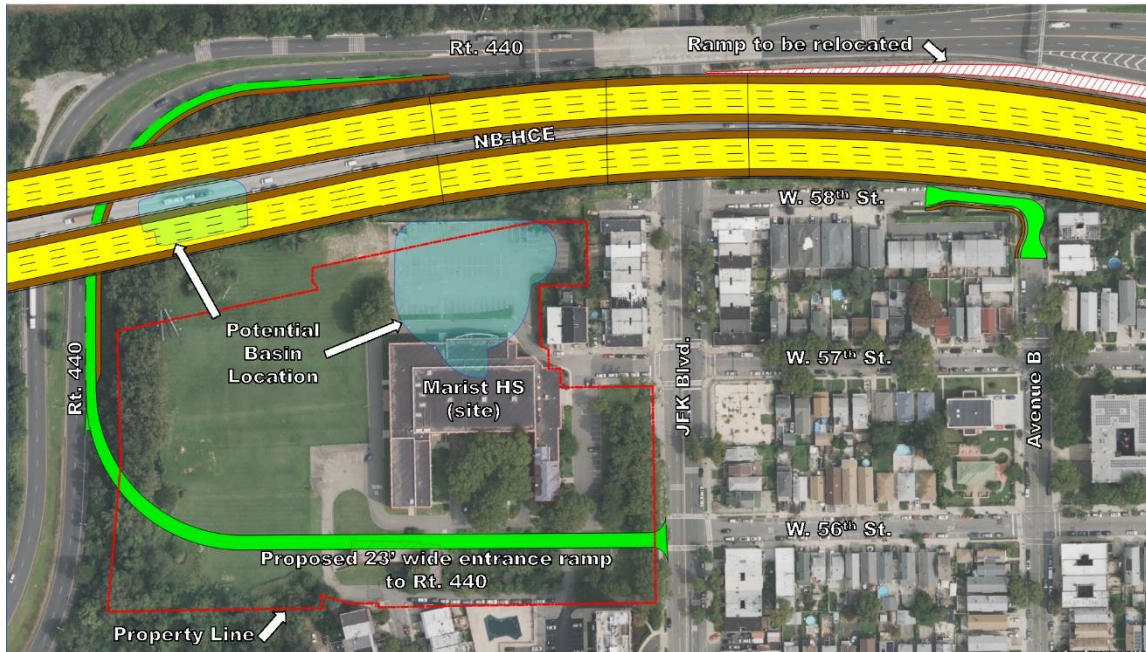 Rt. 440
Ramp to be relocated
NB-HCE
W. 58th St.
Potential
Basin
Location
Rt. 440
Marist HS
(site)
JFK Blvd.
W. 57th St.
Avenue B
W. 56th St.
Proposed 23' wide entrance ramp
to Rt. 440
Property Line